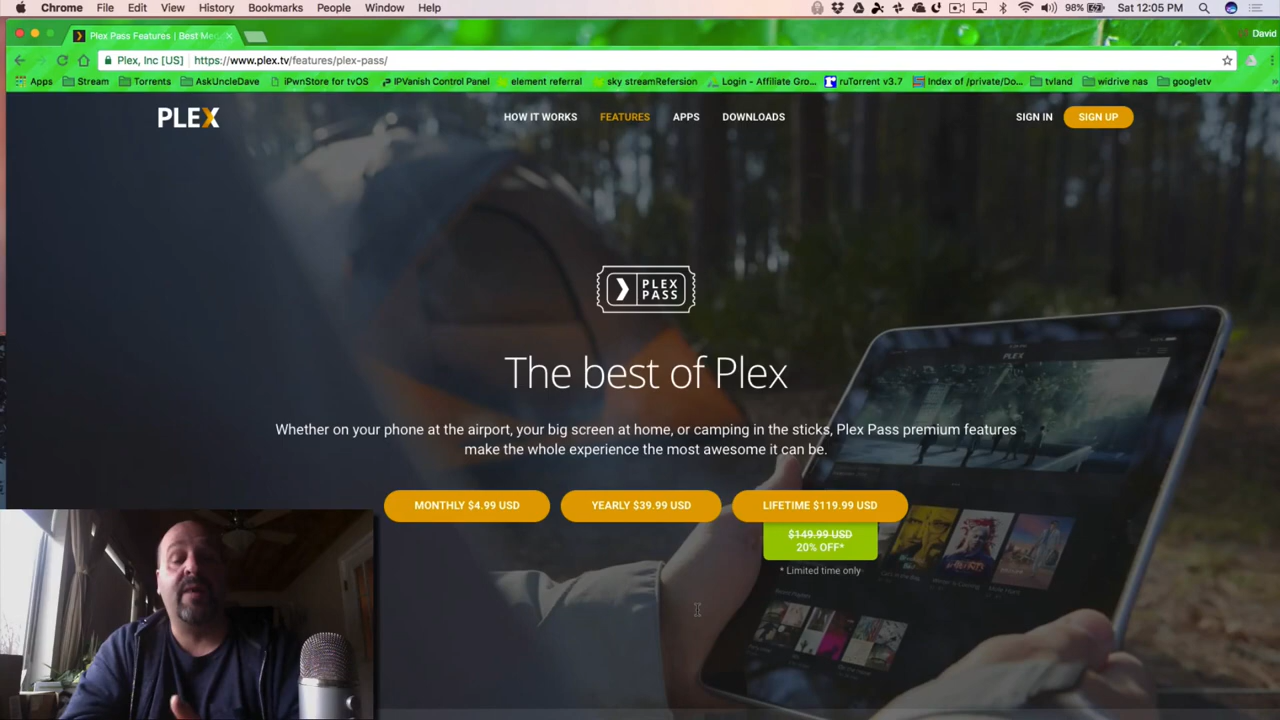 Chrome File Edit View History Bookmarks People Window Help 98% Sat 12:05 PM
Plex Pass Features | Best Med David
Plex, Inc [US] https://www.plex.tv/features/plex-pass/
Apps Stream Torrents AskUncleDave iPwnStore for tvOS IPVanish Control Panel element referral sky streamRefersion Login - Affiliate Gro... ruTorrent v3.7 Index of /private/Do... tvland widrive nas googletv
PLEX HOW IT WORKS FEATURES APPS DOWNLOADS SIGN IN SIGN UP
PLEX
PASS
The best of Plex
Whether on your phone at the airport, your big screen at home, or camping in the sticks, Plex Pass premium features
make the whole experience the most awesome it can be.
MONTHLY $4.99 USD YEARLY $39.99 USD LIFETIME $119.99 USD
$149.99 USD
20% OFF*
* Limited time only